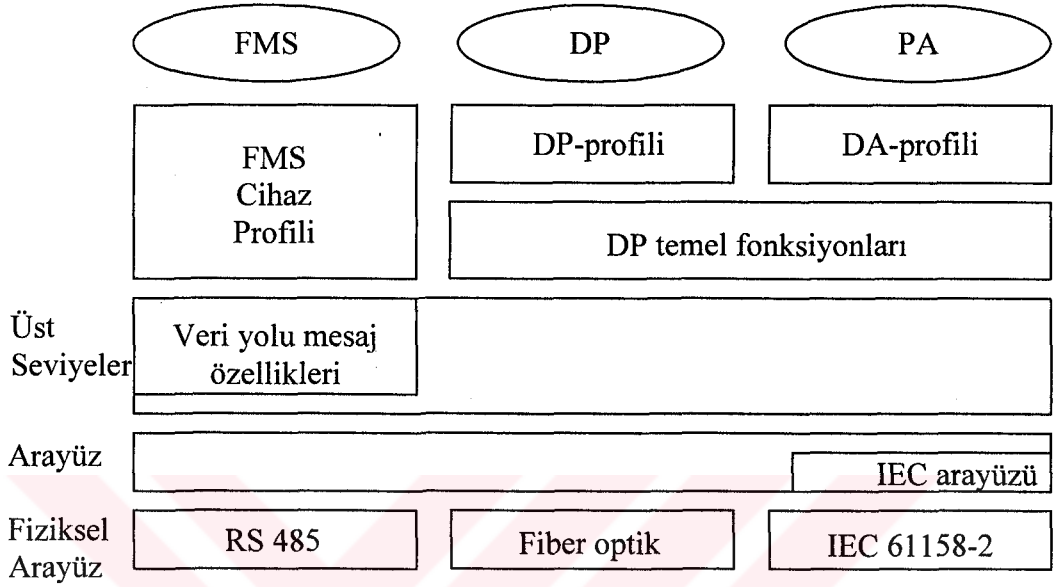 FMS
DP
PA
FMS
Cihaz
Profili
DP-profili
DA-profili
DP temel fonksiyonları
Üst
Seviyeler
Veri yolu mesaj
özellikleri
Arayüz
IEC arayüzü
Fiziksel
Arayüz
RS 485
Fiber optik
IEC 61158-2